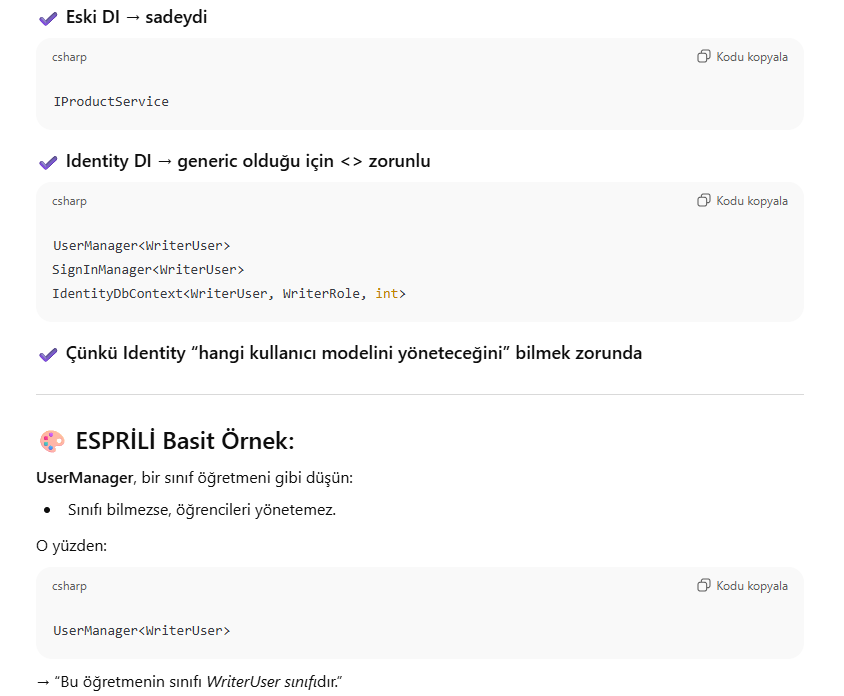 Eski DI → sadeydi
csharp
Kodu kopyala
IProductService
Identity DI → generic olduğu için <> zorunlu
csharp
Kodu kopyala
UserManager<WriterUser>
SignInManager<WriterUser>
IdentityDbContext<WriterUser, WriterRole, int>
Çünkü Identity “hangi kullanıcı modelini yöneteceğini” bilmek zorunda
ESPRİLİ Basit Örnek:
UserManager, bir sınıf öğretmeni gibi düşün:
• Sınıfı bilmezse, öğrencileri yönetemez.
O yüzden:
csharp
Kodu kopyala
UserManager<WriterUser>
→ “Bu öğretmenin sınıfı WriterUser sınıfıdır.”